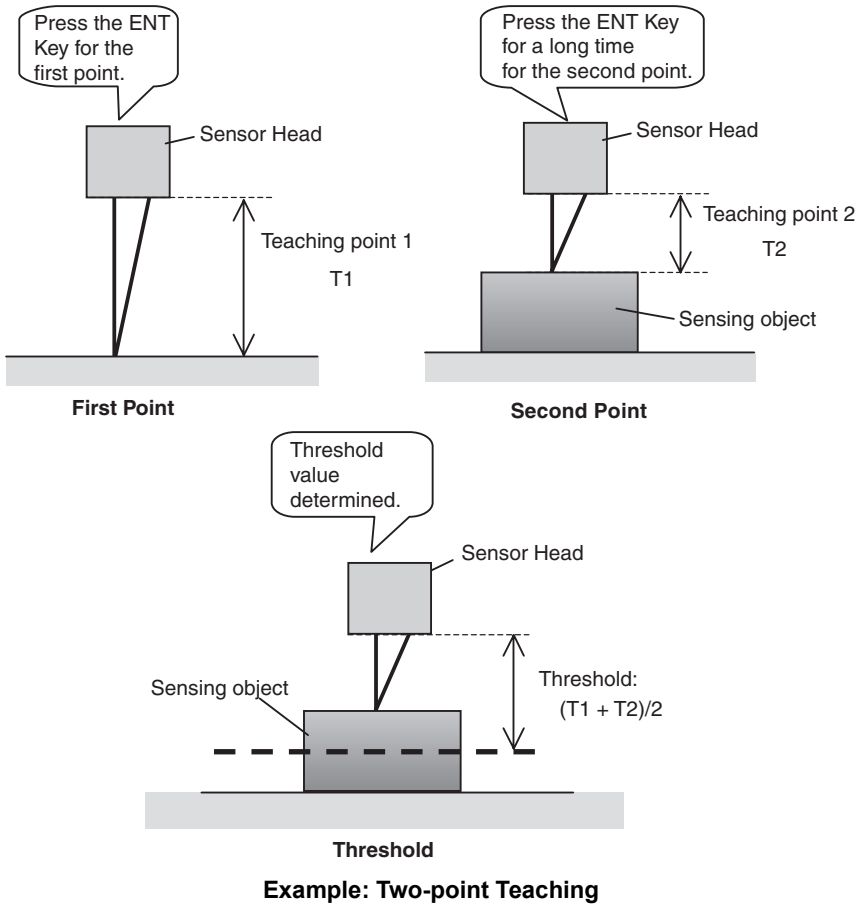 Press the ENT
Key for the
first point.
Sensor Head
Teaching point 1
T1
First Point
Press the ENT Key
for a long time
for the second point.
Sensor Head
Teaching point 2
T2
Sensing object
Second Point
Threshold
value
determined.
Sensor Head
Sensing object
Threshold:
(T1 + T2)/2
Threshold
Example: Two-point Teaching